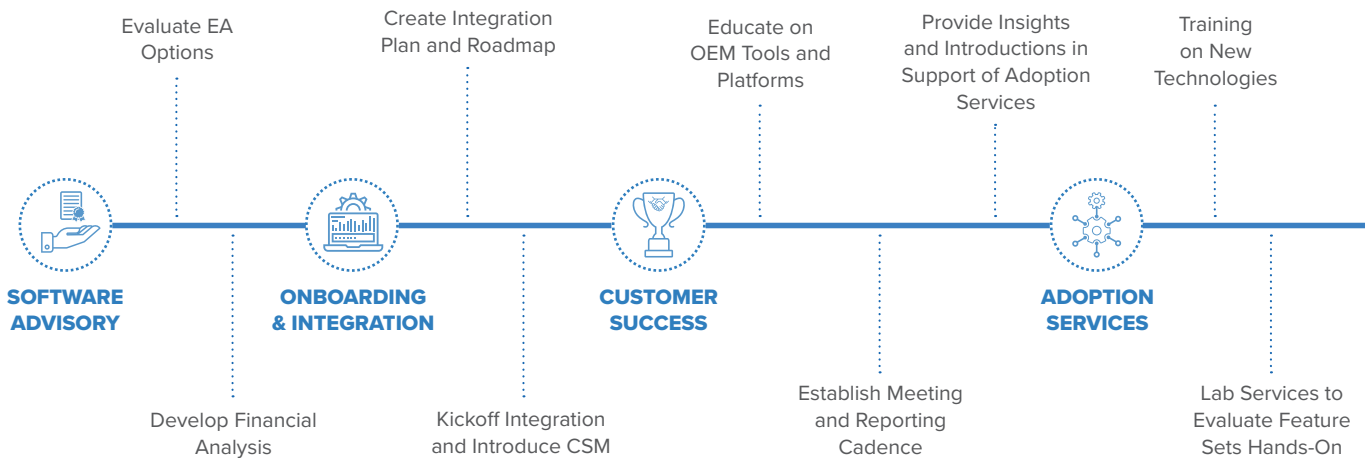 Evaluate EA
Options
Create Integration
Plan and Roadmap
Educate on
OEM Tools and
Platforms
Provide Insights
and Introductions in
Support of Adoption
Services
Training
on New
Technologies
SOFTWARE
ADVISORY
ONBOARDING
& INTEGRATION
CUSTOMER
SUCCESS
ADOPTION
SERVICES
Develop Financial
Analysis
Kickoff Integration
and Introduce CSM
Establish Meeting
and Reporting
Cadence
Lab Services to
Evaluate Feature
Sets Hands-On